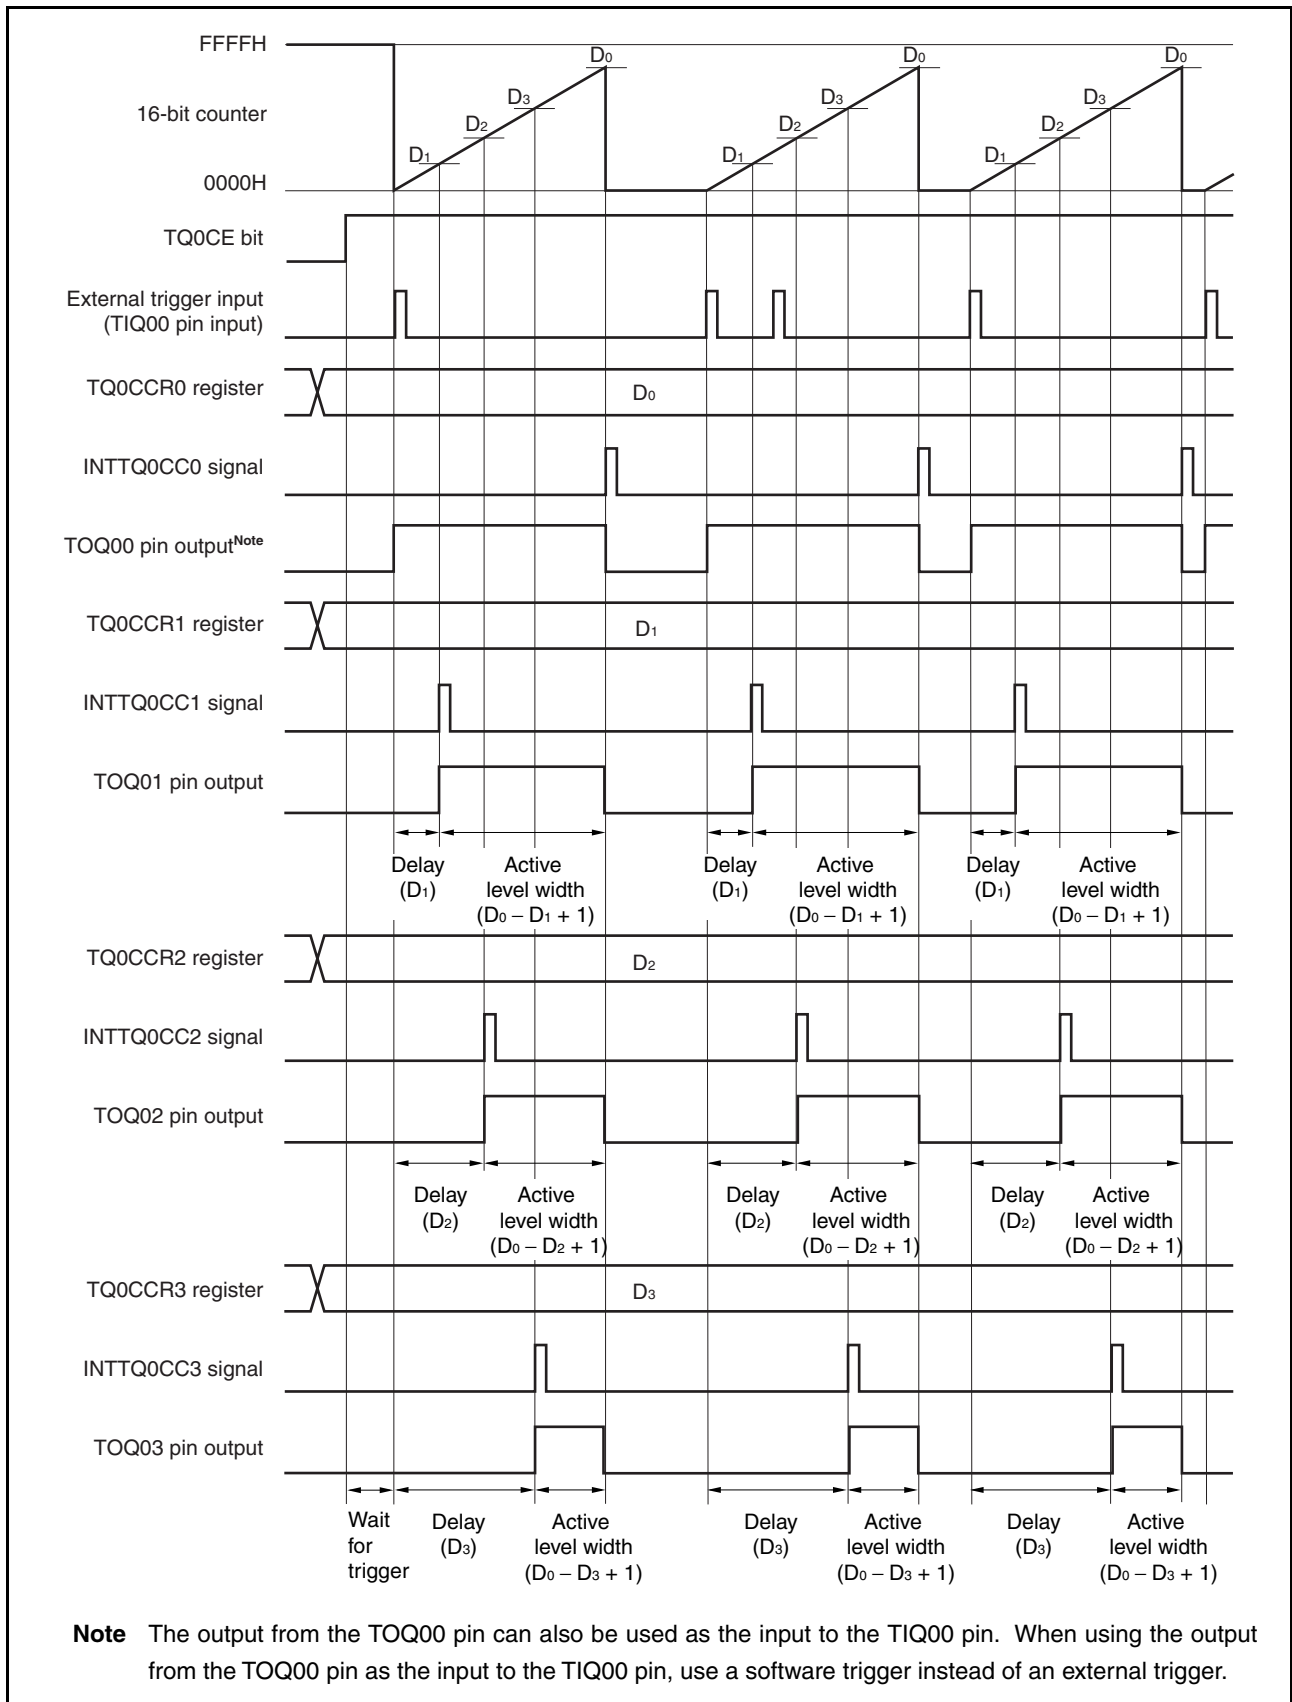 FFFFH
D0 D0 D0
D3 D3 D3
16-bit counter
D2 D2 D2
D1 D1 D1
0000H
TQ0CE bit
External trigger input
(TIQ00 pin input)
TQ0CCR0 register
D0
INTTQ0CC0 signal
TOQ00 pin outputNote
TQ0CCR1 register
D1
INTTQ0CC1 signal
TOQ01 pin output
Delay Active Delay Active Delay Active
(D1) level width (D1) level width (D1) level width
(D0 – D1 + 1) (D0 – D1 + 1) (D0 – D1 + 1)
TQ0CCR2 register
D2
INTTQ0CC2 signal
TOQ02 pin output
Delay Active Delay Active Delay Active
(D2) level width (D2) level width (D2) level width
(D0 – D2 + 1) (D0 – D2 + 1) (D0 – D2 + 1)
TQ0CCR3 register
D3
INTTQ0CC3 signal
TOQ03 pin output
Wait Delay Active Delay Active Delay Active
for (D3) level width (D3) level width (D3) level width
trigger (D0 – D3 + 1) (D0 – D3 + 1) (D0 – D3 + 1)
Note The output from the TOQ00 pin can also be used as the input to the TIQ00 pin. When using the output
from the TOQ00 pin as the input to the TIQ00 pin, use a software trigger instead of an external trigger.